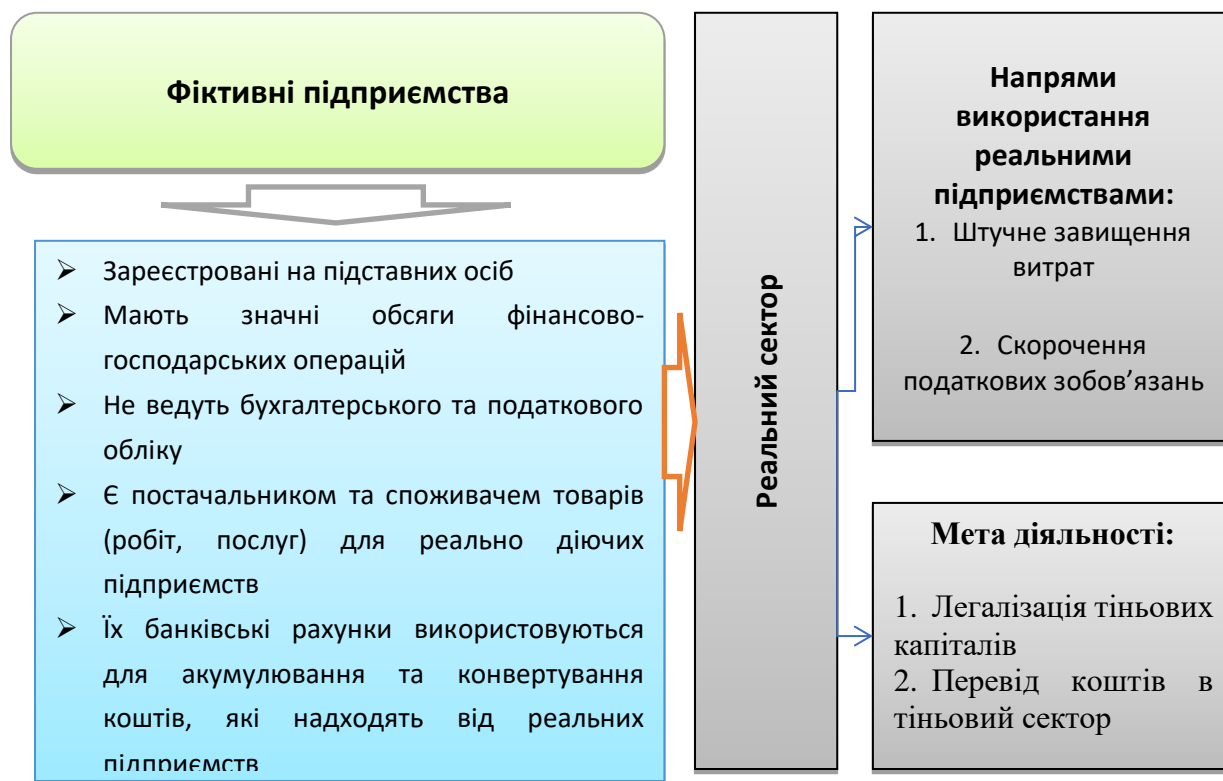 Фіктивні підприємства
➢ Зареєстровані на підставних осіб
➢ Мають значні обсяги фінансово-
господарських операцій
➢ Не ведуть бухгалтерського та податкового
обліку
➢ Є постачальником та споживачем товарів
(робіт, послуг) для реально діючих
підприємств
➢ Їх банківські рахунки використовуються
для акумулювання та конвертування
коштів, які надходять від реальних
підприємств
Реальний сектор
Напрями
використання
реальними
підприємствами:
1. Штучне завищення
витрат
2. Скорочення
податкових зобов’язань
Мета діяльності:
1. Легалізація тіньових
капіталів
2. Перевід коштів в
тіньовий сектор